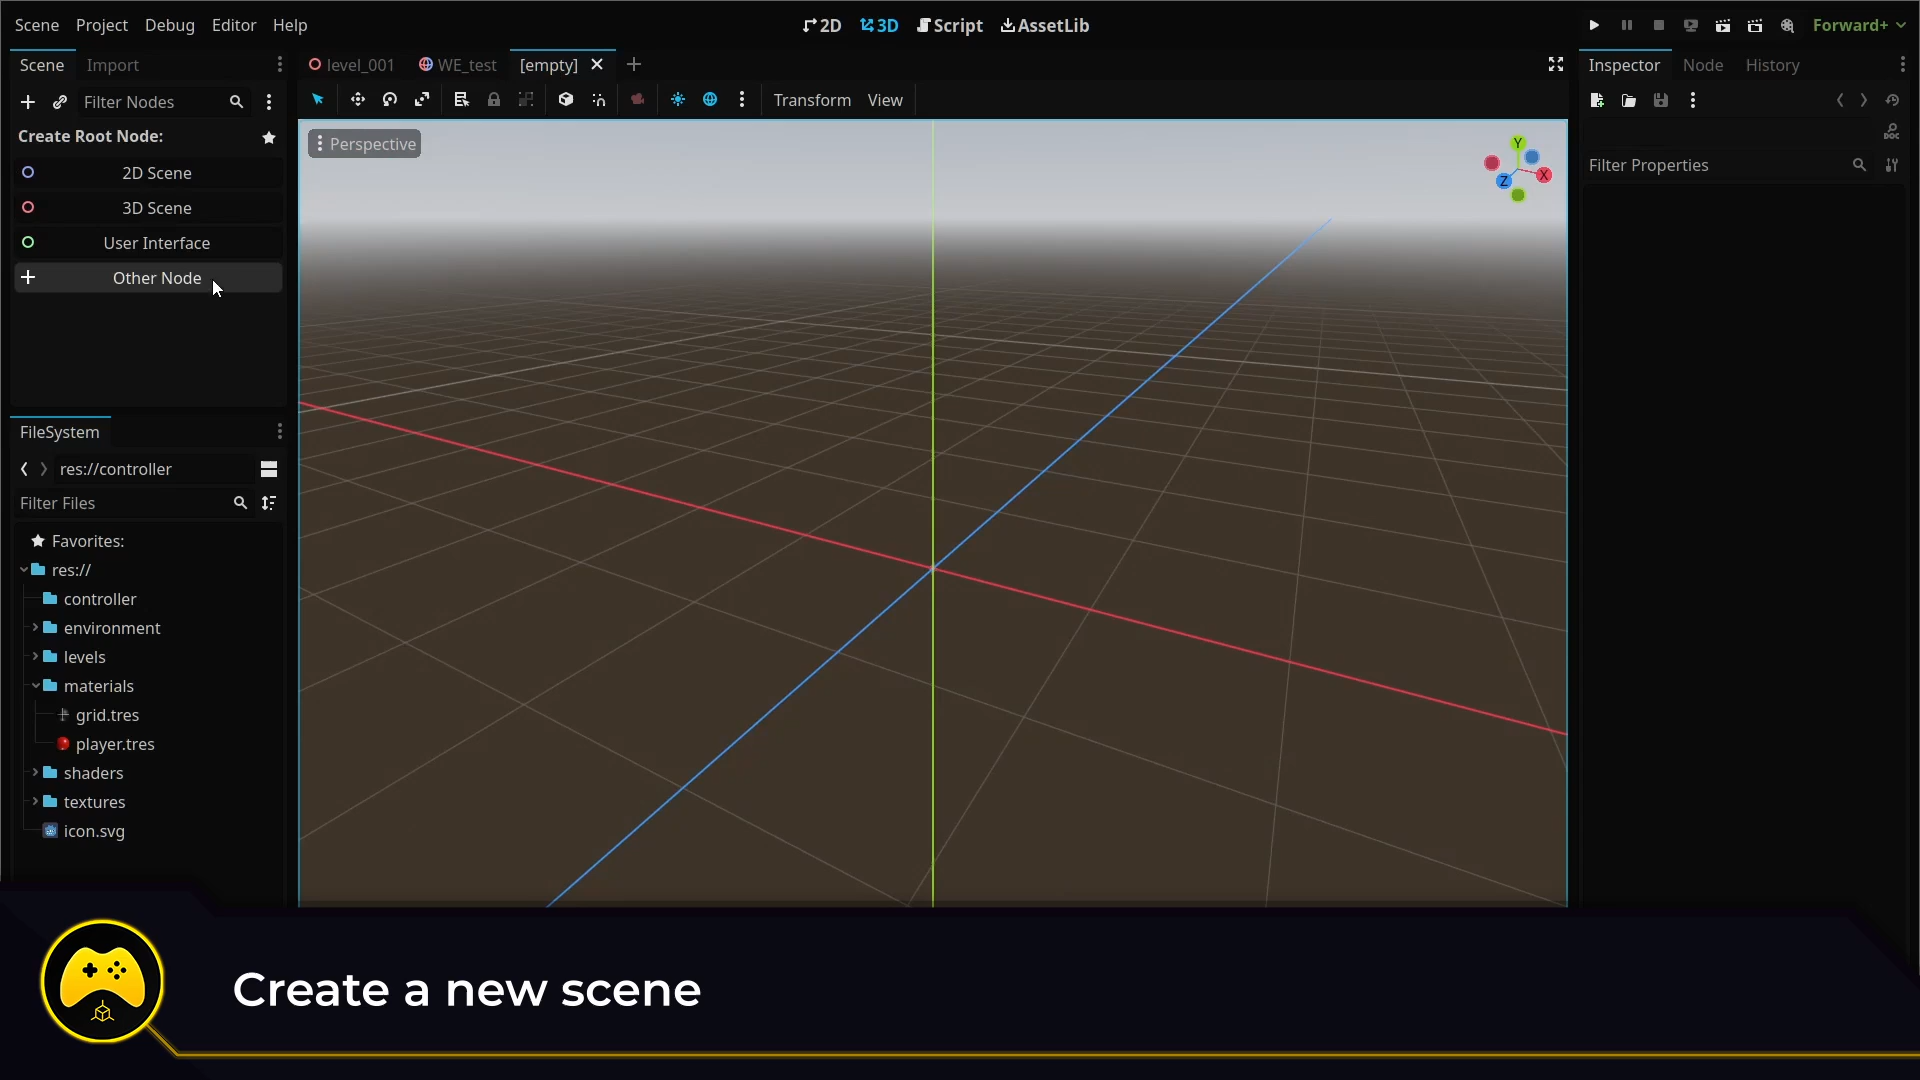 Scene Project Debug Editor Help
2D 3D Script AssetLib
Forward+
Scene Import
Filter Nodes
Create Root Node:
2D Scene
3D Scene
User Interface
Other Node
FileSystem
res://controller
Filter Files
Favorites:
res://
controller
environment
levels
materials
grid.tres
player.tres
shaders
textures
icon.svg
level_001 WE_test [empty]
Transform View
Perspective
Y
Z X
Inspector Node History
DOC
Filter Properties
Create a new scene